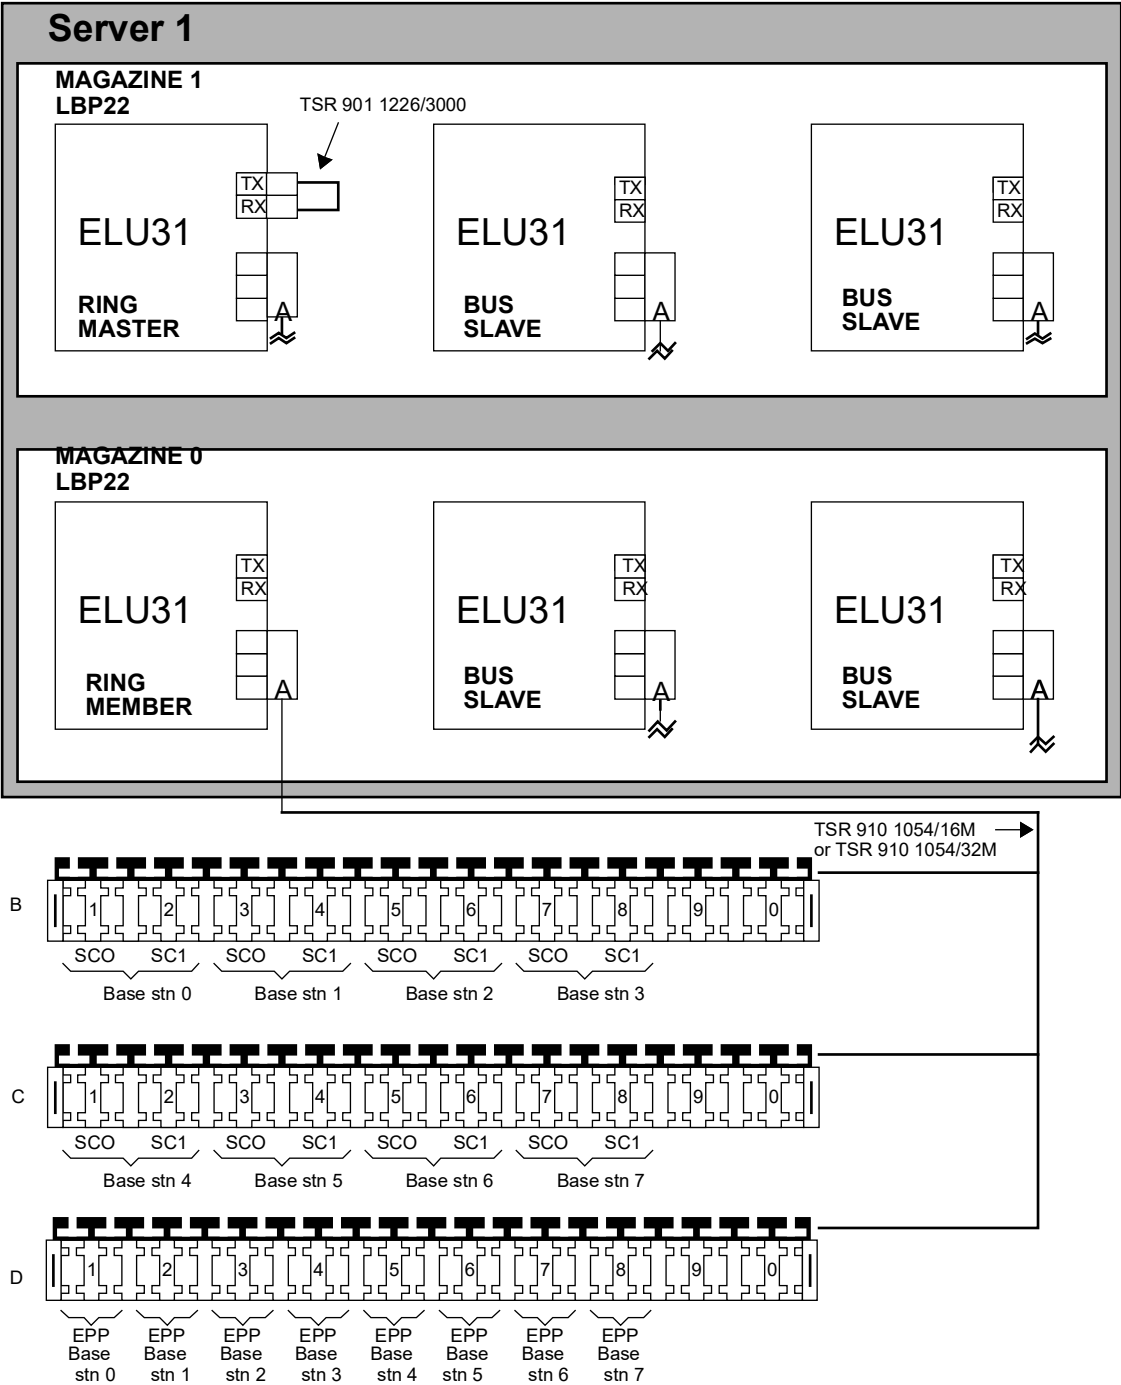 Server 1
MAGAZINE 1
LBP22
TSR 901 1226/3000
TX
RX
ELU31
RING
MASTER
A
TX
RX
ELU31
BUS
SLAVE
A
TX
RX
ELU31
BUS
SLAVE
A
MAGAZINE 0
LBP22
TX
RX
ELU31
RING
MEMBER
A
TX
RX
ELU31
BUS
SLAVE
A
TX
RX
ELU31
BUS
SLAVE
A
TSR 910 1054/16M
or TSR 910 1054/32M
B
1 2 3 4 5 6 7 8 9 0
SCO SC1 SCO SC1 SCO SC1 SCO SC1
Base stn 0 Base stn 1 Base stn 2 Base stn 3
C
1 2 3 4 5 6 7 8 9 0
SCO SC1 SCO SC1 SCO SC1 SCO SC1
Base stn 4 Base stn 5 Base stn 6 Base stn 7
D
1 2 3 4 5 6 7 8 9 0
EPP EPP EPP EPP EPP EPP EPP EPP
Base Base Base Base Base Base Base Base
stn 0 stn 1 stn 2 stn 3 stn 4 stn 5 stn 6 stn 7